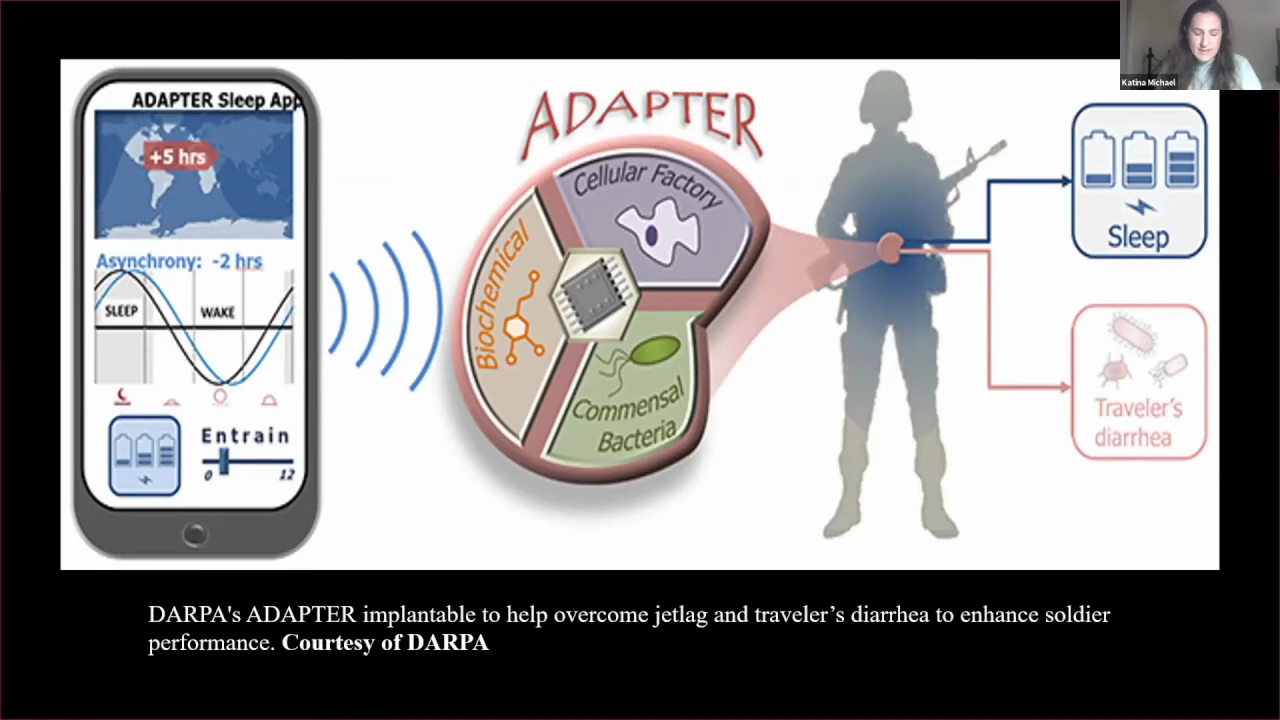 Katina Michael
ADAPTER Sleep App
+5 hrs
Asynchrony: -2 hrs
SLEEP
WAKE
Entrain
0
12
ADAPTER
Cellular Factory
Biochemical
Commensal
Bacteria
Sleep
Traveler's
diarrhea
DARPA's ADAPTER implantable to help overcome jetlag and traveler’s diarrhea to enhance soldier
performance. Courtesy of DARPA